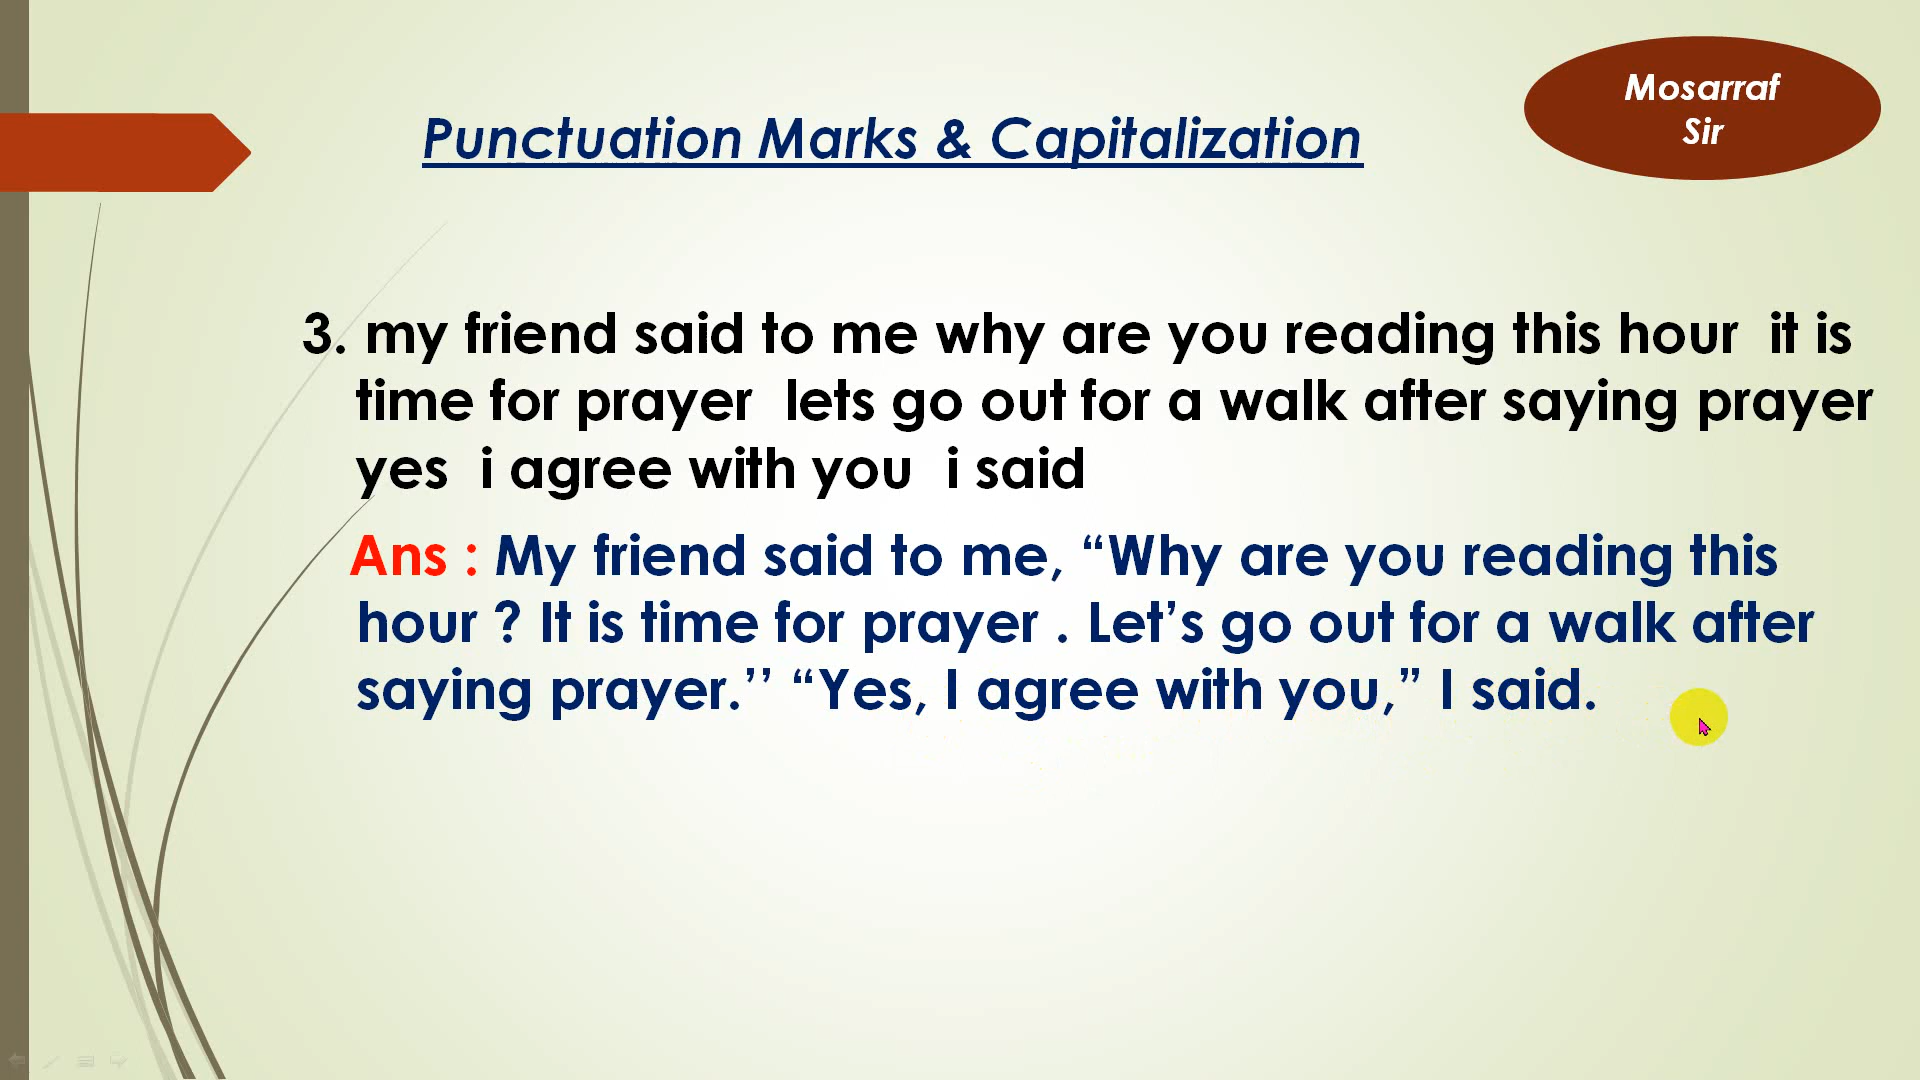 Mosarraf
Sir
Punctuation Marks & Capitalization
3. my friend said to me why are you reading this hour  it is
time for prayer  lets go out for a walk after saying prayer
yes  i agree with you  i said
Ans : My friend said to me, “Why are you reading this
hour ? It is time for prayer . Let’s go out for a walk after
saying prayer.’’ “Yes, I agree with you,” I said.